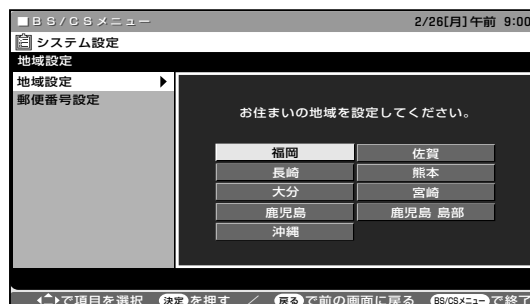 ■BS/CSメニュー 2/26[月]午前 9:00
システム設定
地域設定
地域設定 ▶
郵便番号設定
お住まいの地域を設定してください。
福岡 佐賀
長崎 熊本
大分 宮崎
鹿児島 鹿児島 島部
沖縄
で項目を選択 決定を押す / 戻るで前の画面に戻る BS/CSメニューで終了